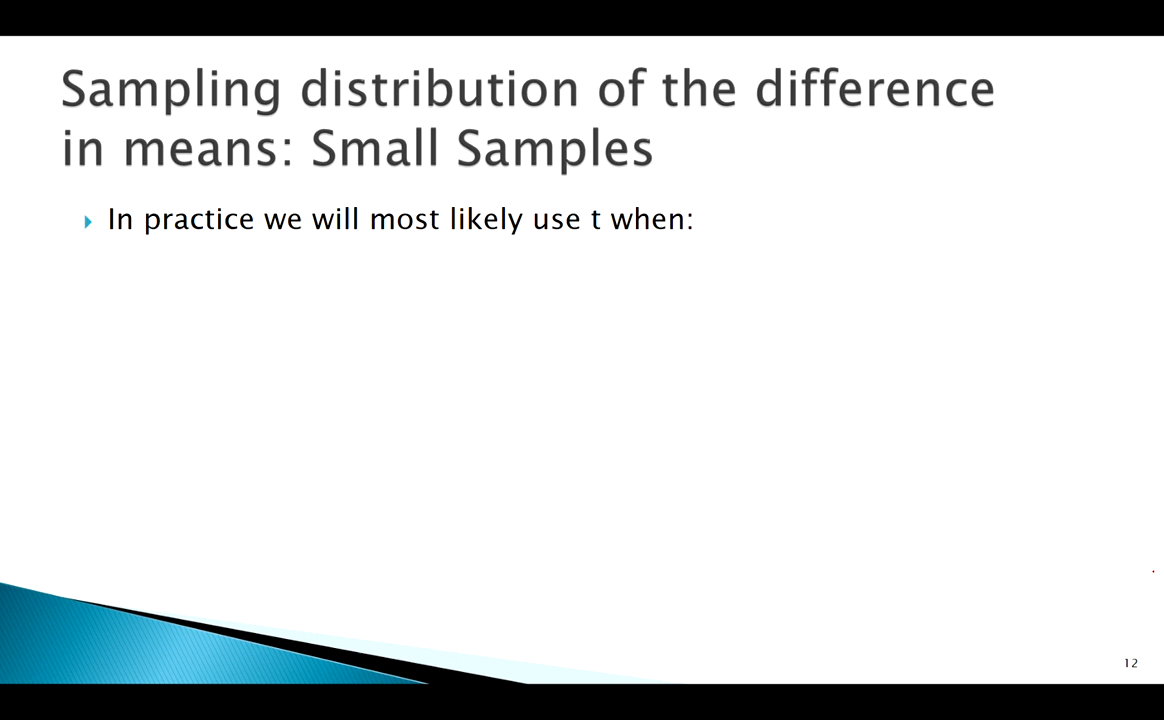 Sampling distribution of the difference
in means: Small Samples
In practice we will most likely use t when:
12